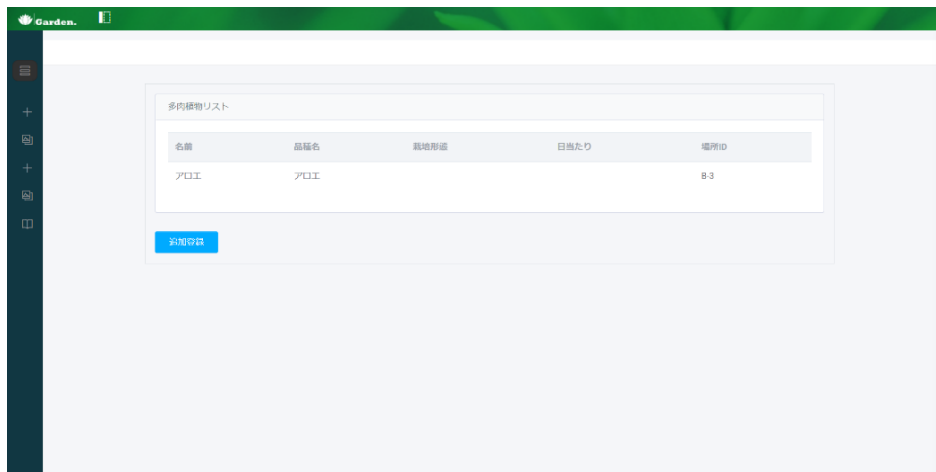 Garden.
多肉植物リスト
名前 品種名 栽培形態 日当たり 場所ID
アロエ アロエ B-3
追加登録